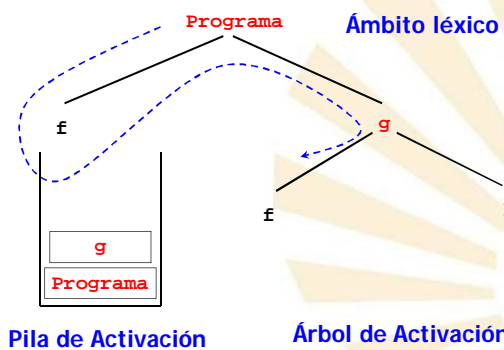 Programa
Ámbito léxico
f
g
f
g
Programa
Pila de Activación
Árbol de Activación